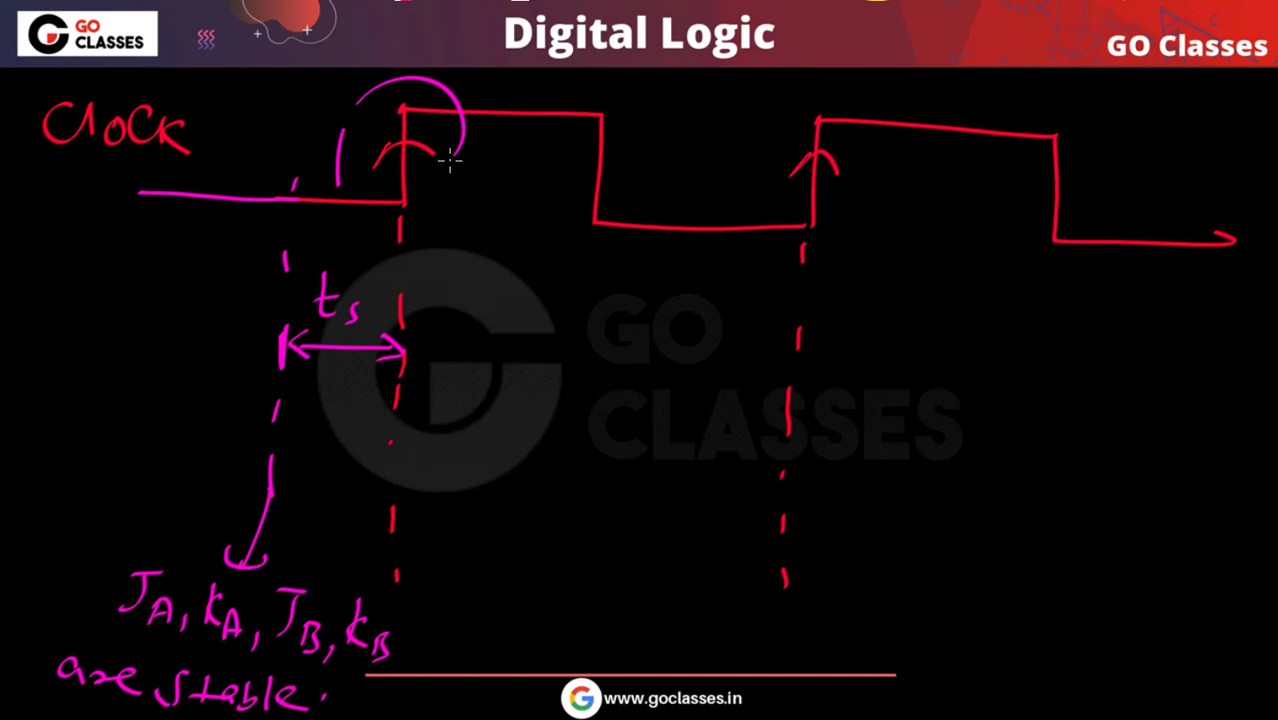 GO
CLASSES
Digital Logic
GO Classes
Clock
ts
GO
CLASSES
JA, KA, JB, KB
are stable.
www.goclasses.in